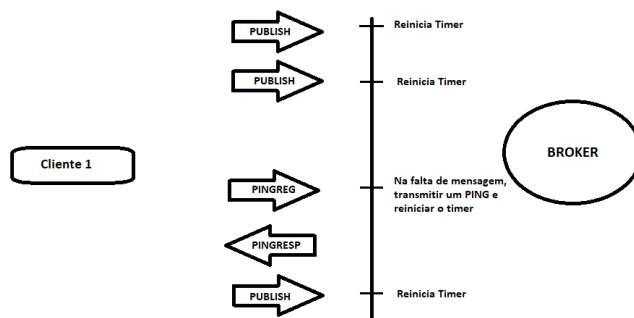 PUBLISH
Reinicia Timer
PUBLISH
Reinicia Timer
Cliente 1
BROKER
PINGREG
Na falta de mensagem,
transmitir um PING e
reiniciar o timer
PINGRESP
PUBLISH
Reinicia Timer